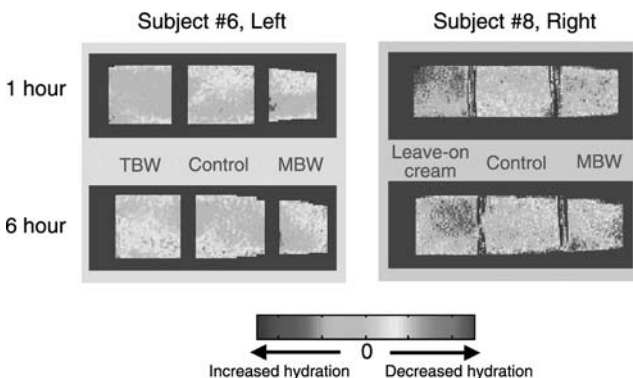 Subject #6, Left
Subject #8, Right
1 hour
TBW Control MBW
Leave-on cream Control MBW
6 hour
0
Increased hydration
Decreased hydration